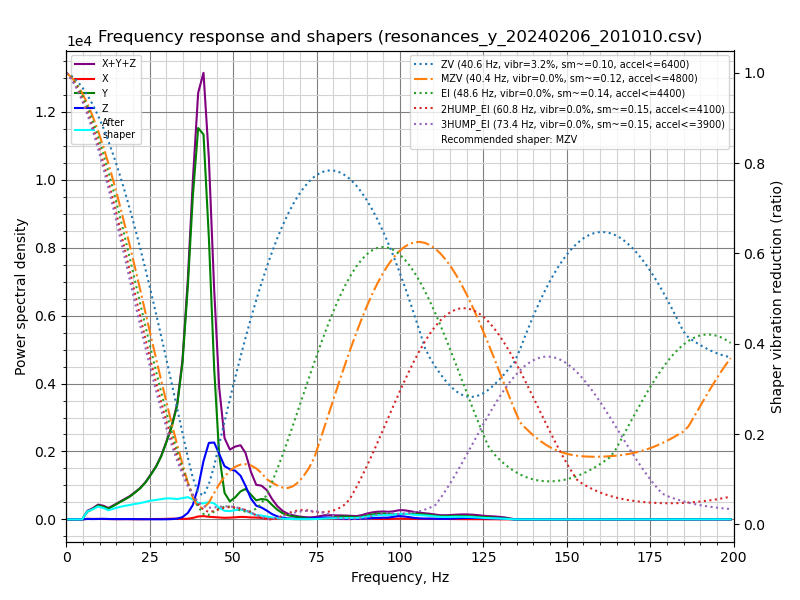 Frequency response and shapers (resonances_y_20240206_201010.csv)
1e4
X+Y+Z
X
Y
Z
After
shaper
ZV (40.6 Hz, vibr=3.2%, sm~=0.10, accel<=6400)
MZV (40.4 Hz, vibr=0.0%, sm~=0.12, accel<=4800)
EI (48.6 Hz, vibr=0.0%, sm~=0.14, accel<=4400)
2HUMP_EI (60.8 Hz, vibr=0.0%, sm~=0.15, accel<=4100)
3HUMP_EI (73.4 Hz, vibr=0.0%, sm~=0.15, accel<=3900)
Recommended shaper: MZV
Power spectral density
1.2
1.0
0.8
0.6
0.4
0.2
0.0
1.0
0.8
0.6
0.4
0.2
0.0
Shaper vibration reduction (ratio)
0 25 50 75 100 125 150 175 200
Frequency, Hz